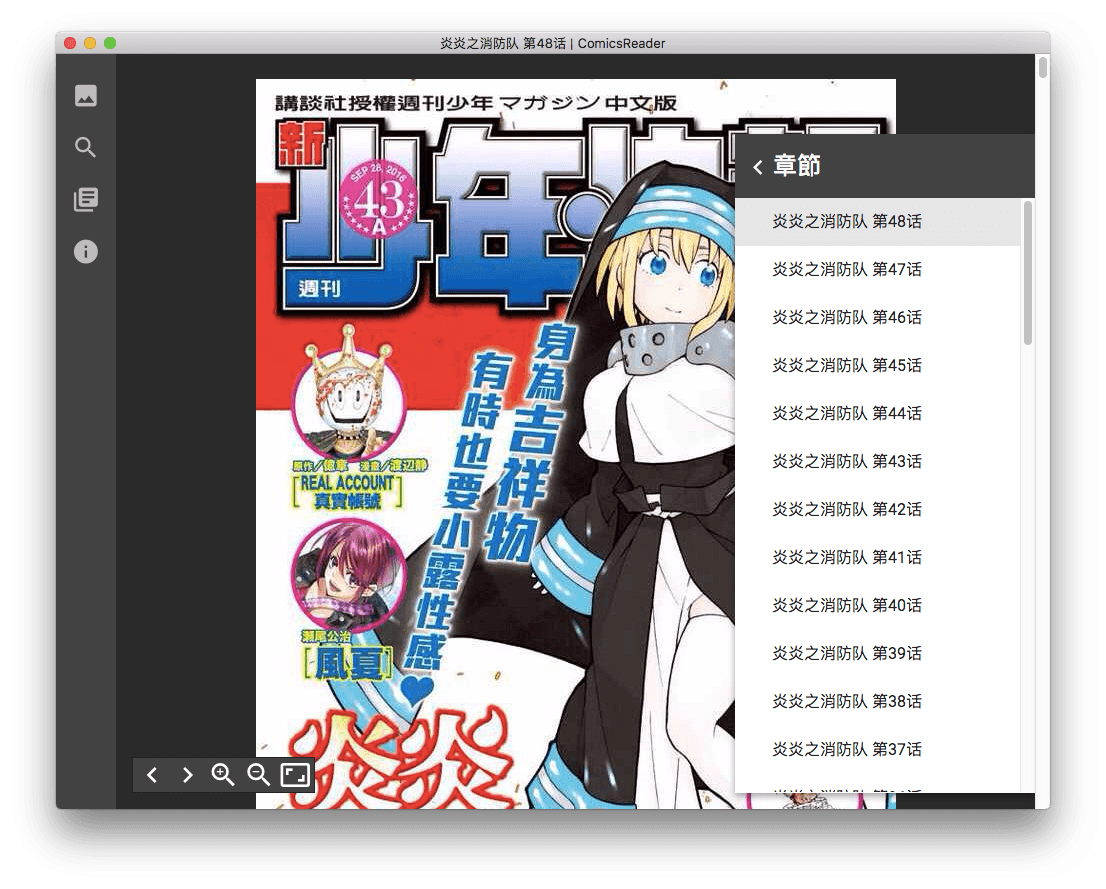 炎炎之消防队 第48话 | ComicsReader
講談社授權週刊少年マガジン中文版
新
少年
SEP 28, 2016
43
A
週刊
身為吉祥物
有時也要小露性感
原作／億章 漫畫／渡辺静
[REAL ACCOUNT
真實帳號]
瀬尾公治
[風夏]
炎炎
章節
炎炎之消防队 第48话
炎炎之消防队 第47话
炎炎之消防队 第46话
炎炎之消防队 第45话
炎炎之消防队 第44话
炎炎之消防队 第43话
炎炎之消防队 第42话
炎炎之消防队 第41话
炎炎之消防队 第40话
炎炎之消防队 第39话
炎炎之消防队 第38话
炎炎之消防队 第37话